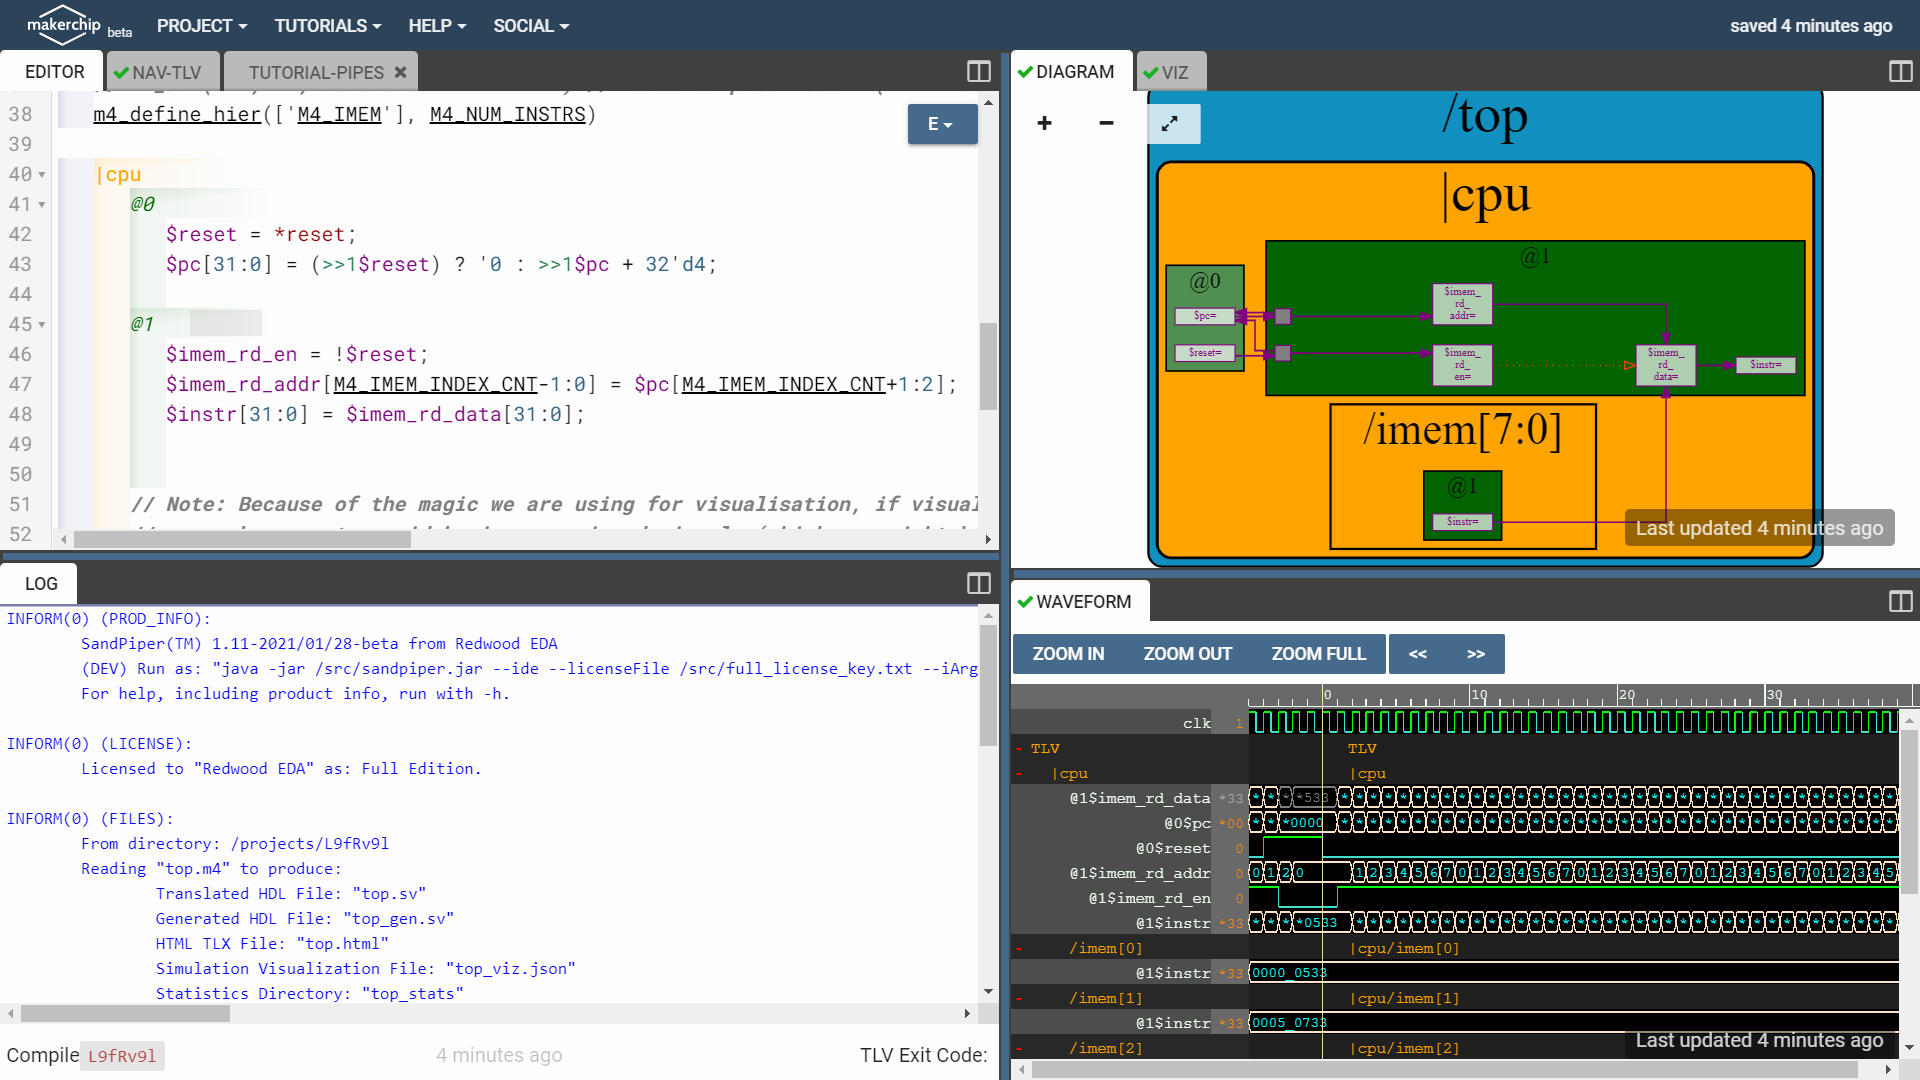 makerchip beta PROJECT TUTORIALS HELP SOCIAL saved 4 minutes ago
EDITOR NAV-TLV TUTORIAL-PIPES
38 m4_define_hier(['M4_IMEM'], M4_NUM_INSTRS)
E
39
40 |cpu
41 @0
42 $reset = *reset;
43 $pc[31:0] = (>>1$reset) ? '0 : >>1$pc + 32'd4;
44
45 @1
46 $imem_rd_en = !$reset;
47 $imem_rd_addr[M4_IMEM_INDEX_CNT-1:0] = $pc[M4_IMEM_INDEX_CNT+1:2];
48 $instr[31:0] = $imem_rd_data[31:0];
49
50
51 // Note: Because of the magic we are using for visualisation, if visual
52
LOG
INFORM(0) (PROD_INFO):
SandPiper(TM) 1.11-2021/01/28-beta from Redwood EDA
(DEV) Run as: "java -jar /src/sandpiper.jar --ide --licenseFile /src/full_license_key.txt --iArg
For help, including product info, run with -h.
INFORM(0) (LICENSE):
Licensed to "Redwood EDA" as: Full Edition.
INFORM(0) (FILES):
From directory: /projects/L9fRv9l
Reading "top.m4" to produce:
Translated HDL File: "top.sv"
Generated HDL File: "top_gen.sv"
HTML TLX File: "top.html"
Simulation Visualization File: "top_viz.json"
Statistics Directory: "top_stats"
Compile L9fRv9l 4 minutes ago TLV Exit Code:
DIAGRAM VIZ
+ −
/top
|cpu
@0
$pc=
$reset=
@1
$imem_
rd_
addr=
$imem_
rd_
en=
$imem_
rd_
data=
$instr=
/imem[7:0]
@1
$instr=
Last updated 4 minutes ago
WAVEFORM
ZOOM IN ZOOM OUT ZOOM FULL << >>
0 10 20 30
clk 1
- TLV TLV
- |cpu |cpu
@1$imem_rd_data *33 *533
@0$pc *00 *0000
@0$reset 0
@1$imem_rd_addr 0 0 1 2 0 1 2 3 4 5 6 7 0 1 2 3 4 5 6 7 0 1 2 3 4 5 6 7 0 1 2 3 4 5 6 7 0 1 2 3 4 5
@1$imem_rd_en 0
@1$instr *33 *0533
- /imem[0] |cpu/imem[0]
@1$instr *33 0000_0533
- /imem[1] |cpu/imem[1]
@1$instr *33 0005_0733
- /imem[2] |cpu/imem[2]
Last updated 4 minutes ago